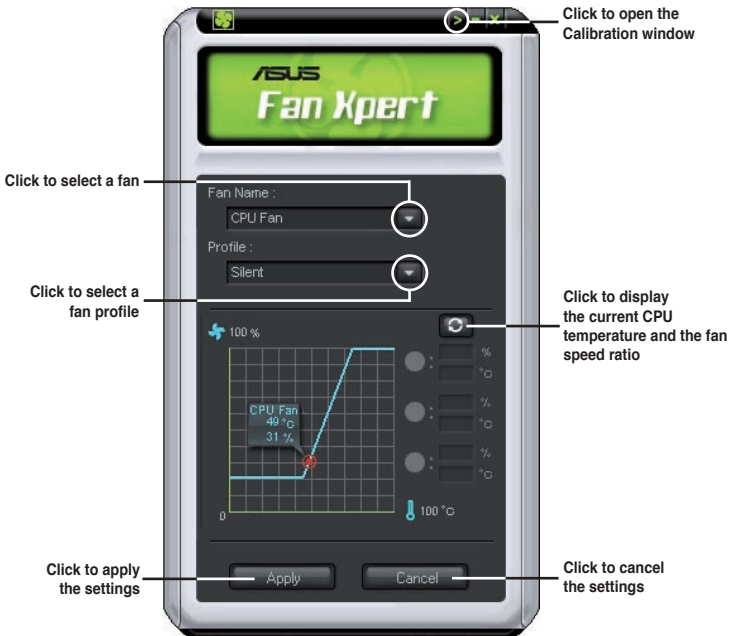 Click to open the
Calibration window
ASUS
Fan Xpert
Click to select a fan
Fan Name :
CPU Fan
Profile :
Silent
Click to select a
fan profile
Click to display
the current CPU
temperature and the fan
speed ratio
100 %
%
°C
CPU Fan
49 °C
31 %
%
°C
%
°C
0
100 °C
Click to apply
the settings
Apply
Cancel
Click to cancel
the settings